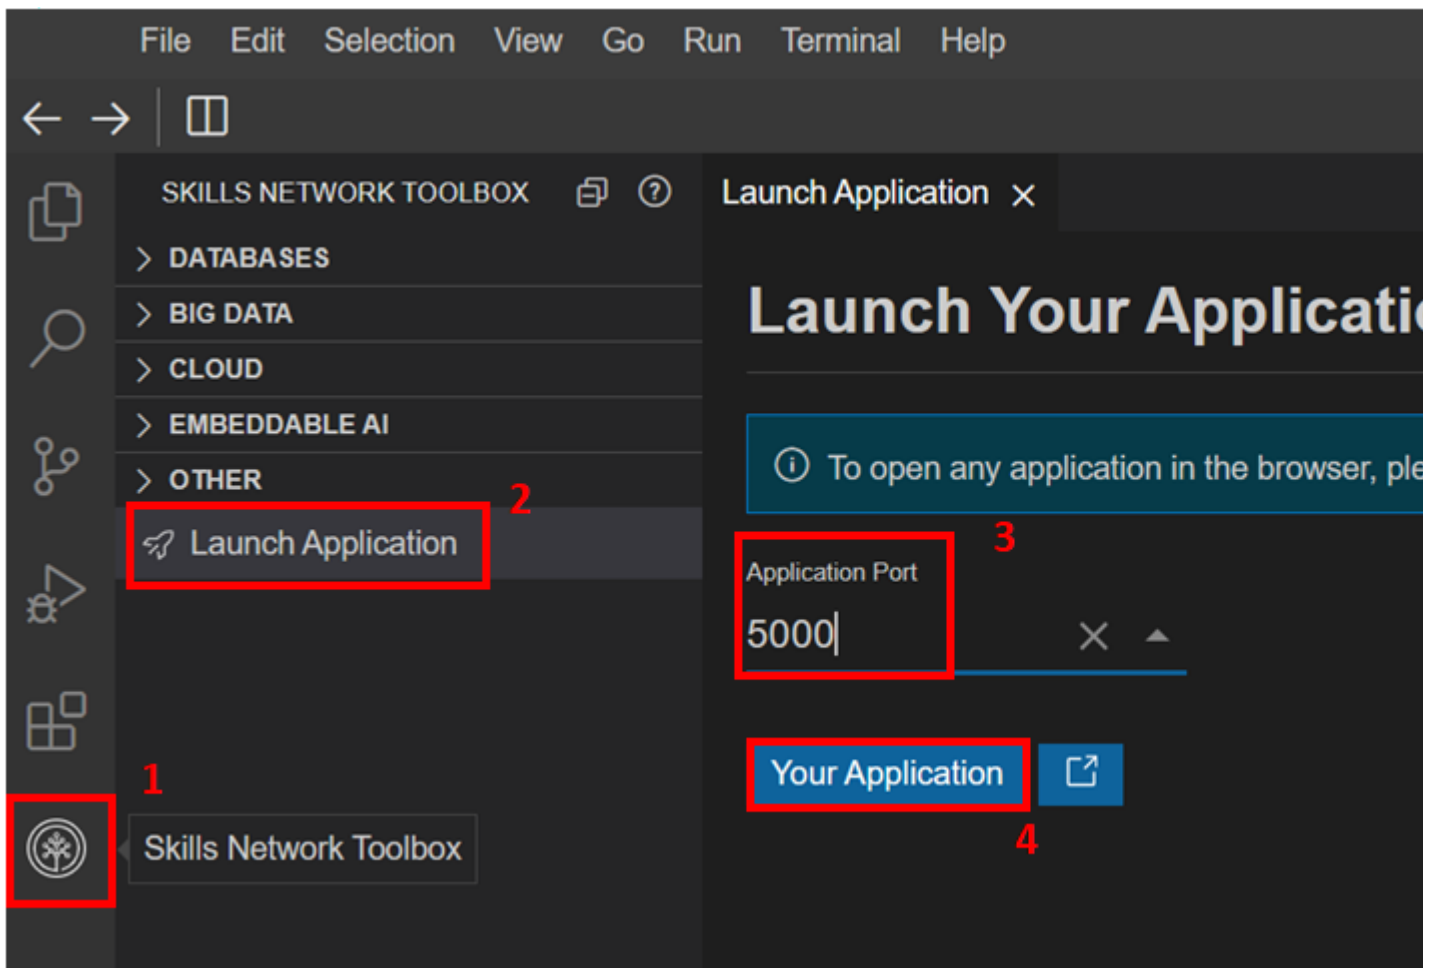 File Edit Selection View Go Run Terminal Help
SKILLS NETWORK TOOLBOX
DATABASES
BIG DATA
CLOUD
EMBEDDABLE AI
OTHER
2
Launch Application
1
Skills Network Toolbox
Launch Application
Launch Your Applicatio
To open any application in the browser, ple
3
Application Port
5000
Your Application
4